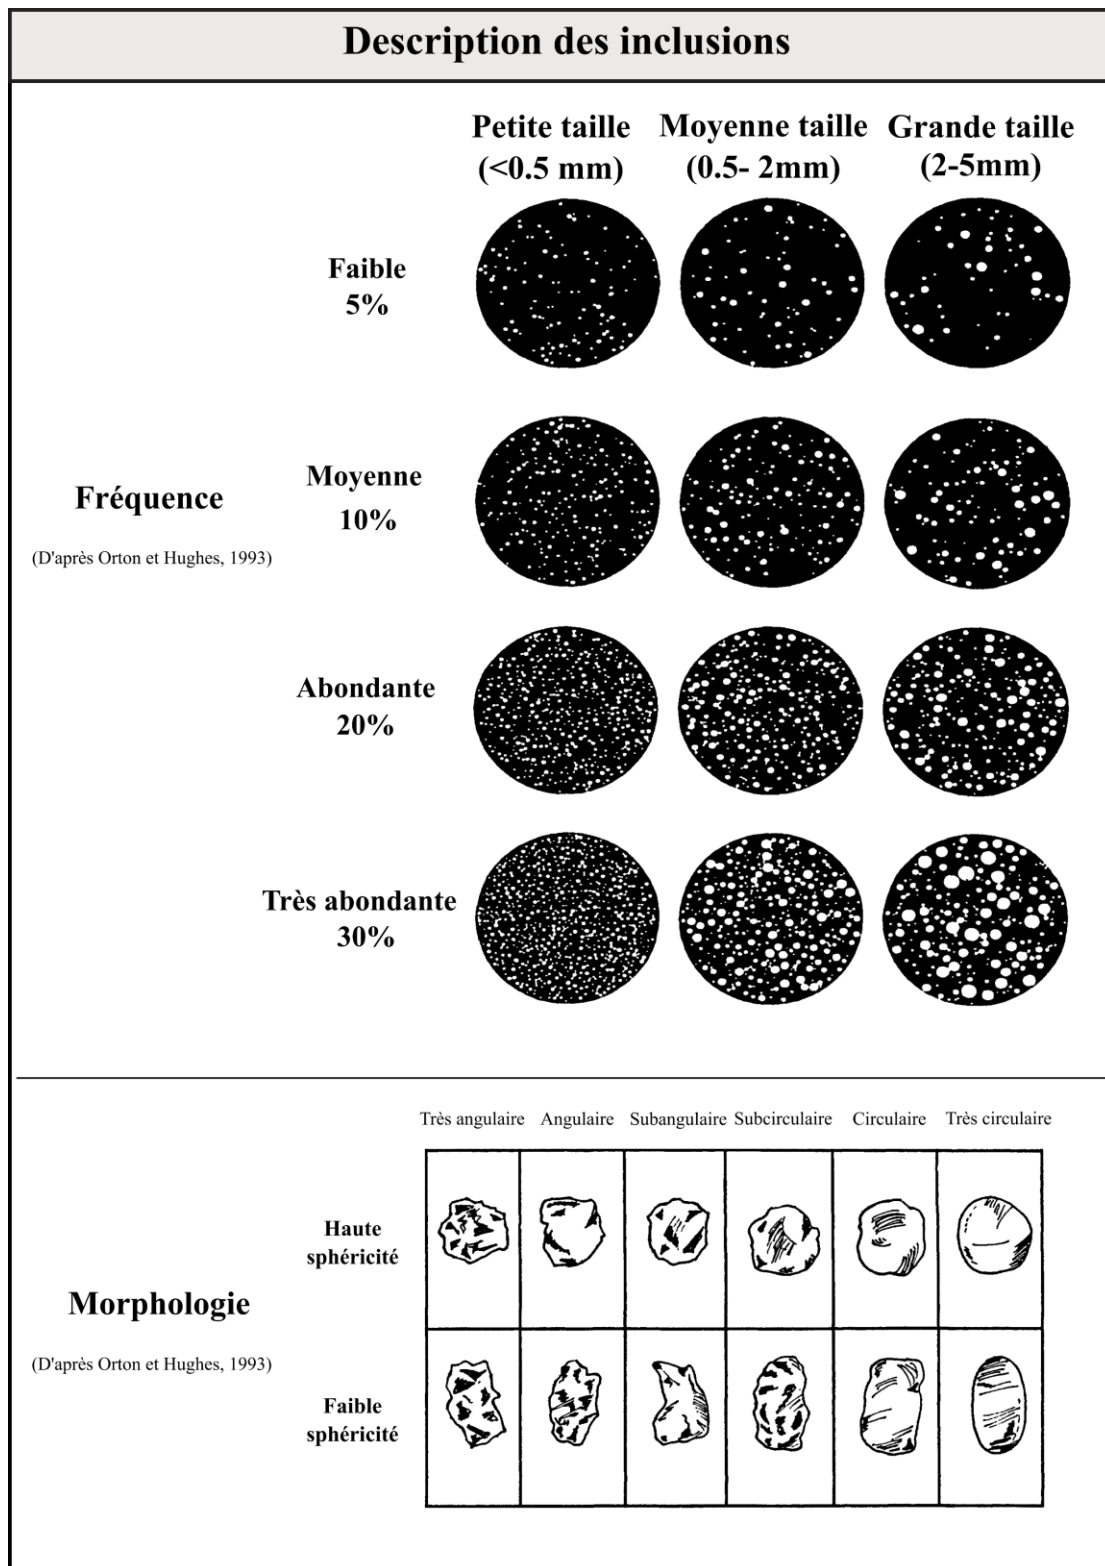 Description des inclusions
Petite taille Moyenne taille Grande taille
(<0.5 mm) (0.5- 2mm) (2-5mm)
Faible
5%
Moyenne
10%
Fréquence
(D'après Orton et Hughes, 1993)
Abondante
20%
Très abondante
30%
Très angulaire Angulaire Subangulaire Subcirculaire Circulaire Très circulaire
Haute
sphéricité
Morphologie
(D'après Orton et Hughes, 1993)
Faible
sphéricité